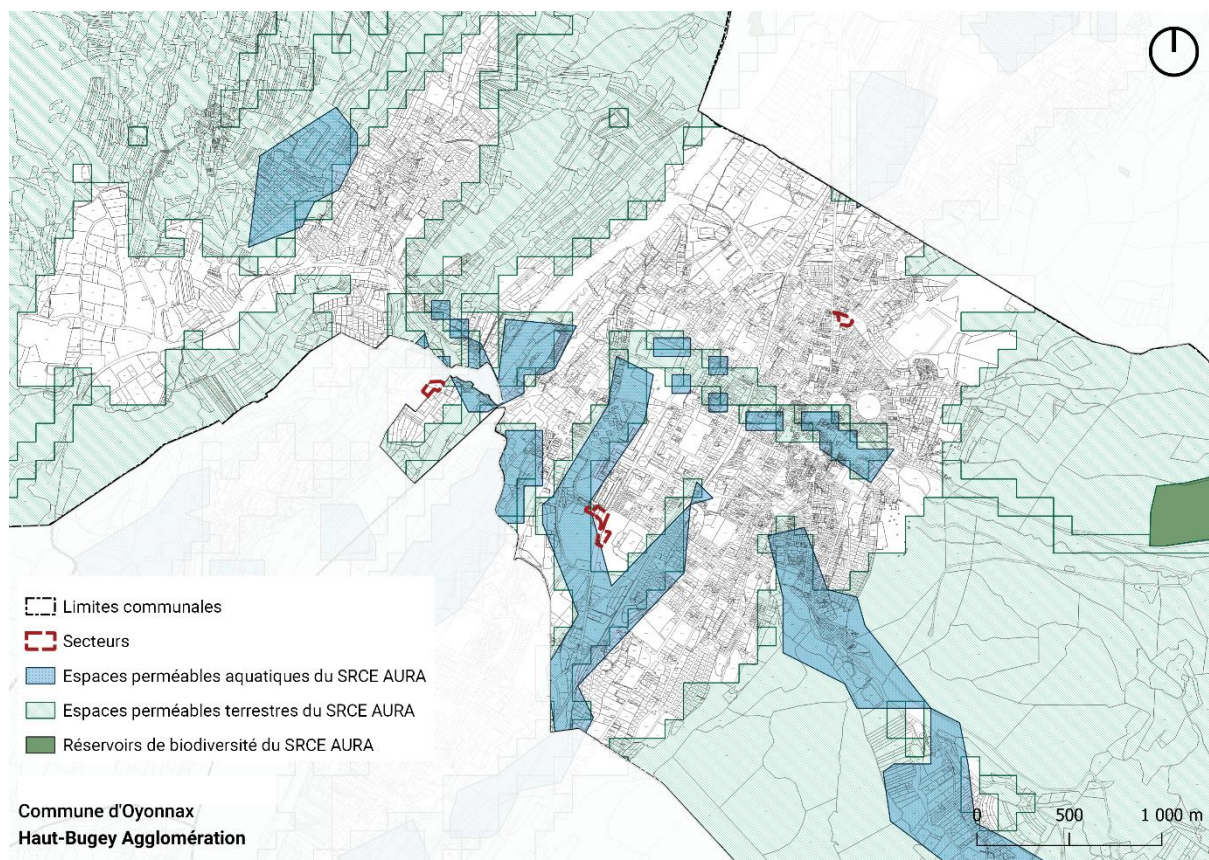 Limites communales
Secteurs
Espaces perméables aquatiques du SRCE AURA
Espaces perméables terrestres du SRCE AURA
Réservoirs de biodiversité du SRCE AURA
Commune d'Oyonnax
Haut-Bugey Agglomération
0 500 1 000 m